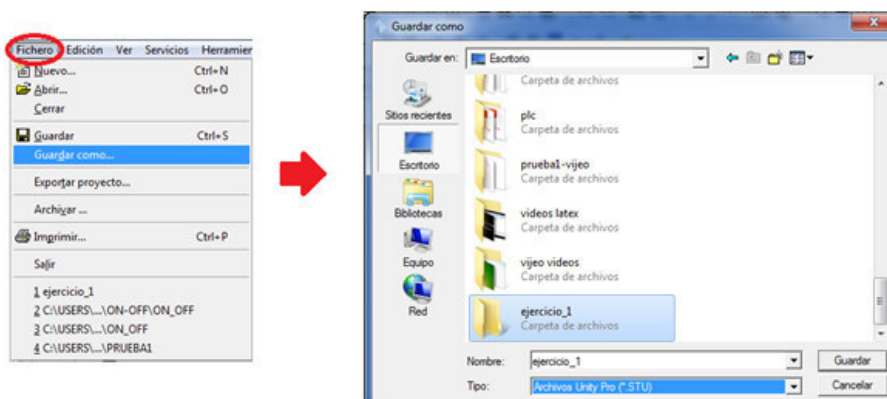 Fichero Edición Ver Servicios Herramier
Nuevo... Ctrl+N
Abrir... Ctrl+O
Cerrar
Guardar Ctrl+S
Guardar como...
Exportar proyecto...
Archivar ...
Imprimir... Ctrl+P
Salir
1 ejercicio_1
2 C:\USERS\...\ON-OFF\ON_OFF
3 C:\USERS\...\ON_OFF
4 C:\USERS\...\PRUEBA1
Guardar como
Guardar en: Escritorio
Sitios recientes
Escritorio
Bibliotecas
Equipo
Red
Carpeta de archivos
plc
Carpeta de archivos
prueba1-vijeo
Carpeta de archivos
videos latex
Carpeta de archivos
vijeo videos
Carpeta de archivos
ejercicio_1
Carpeta de archivos
Nombre: ejercicio_1 Guardar
Tipo: Archivos Unity Pro (*.STU) Cancelar